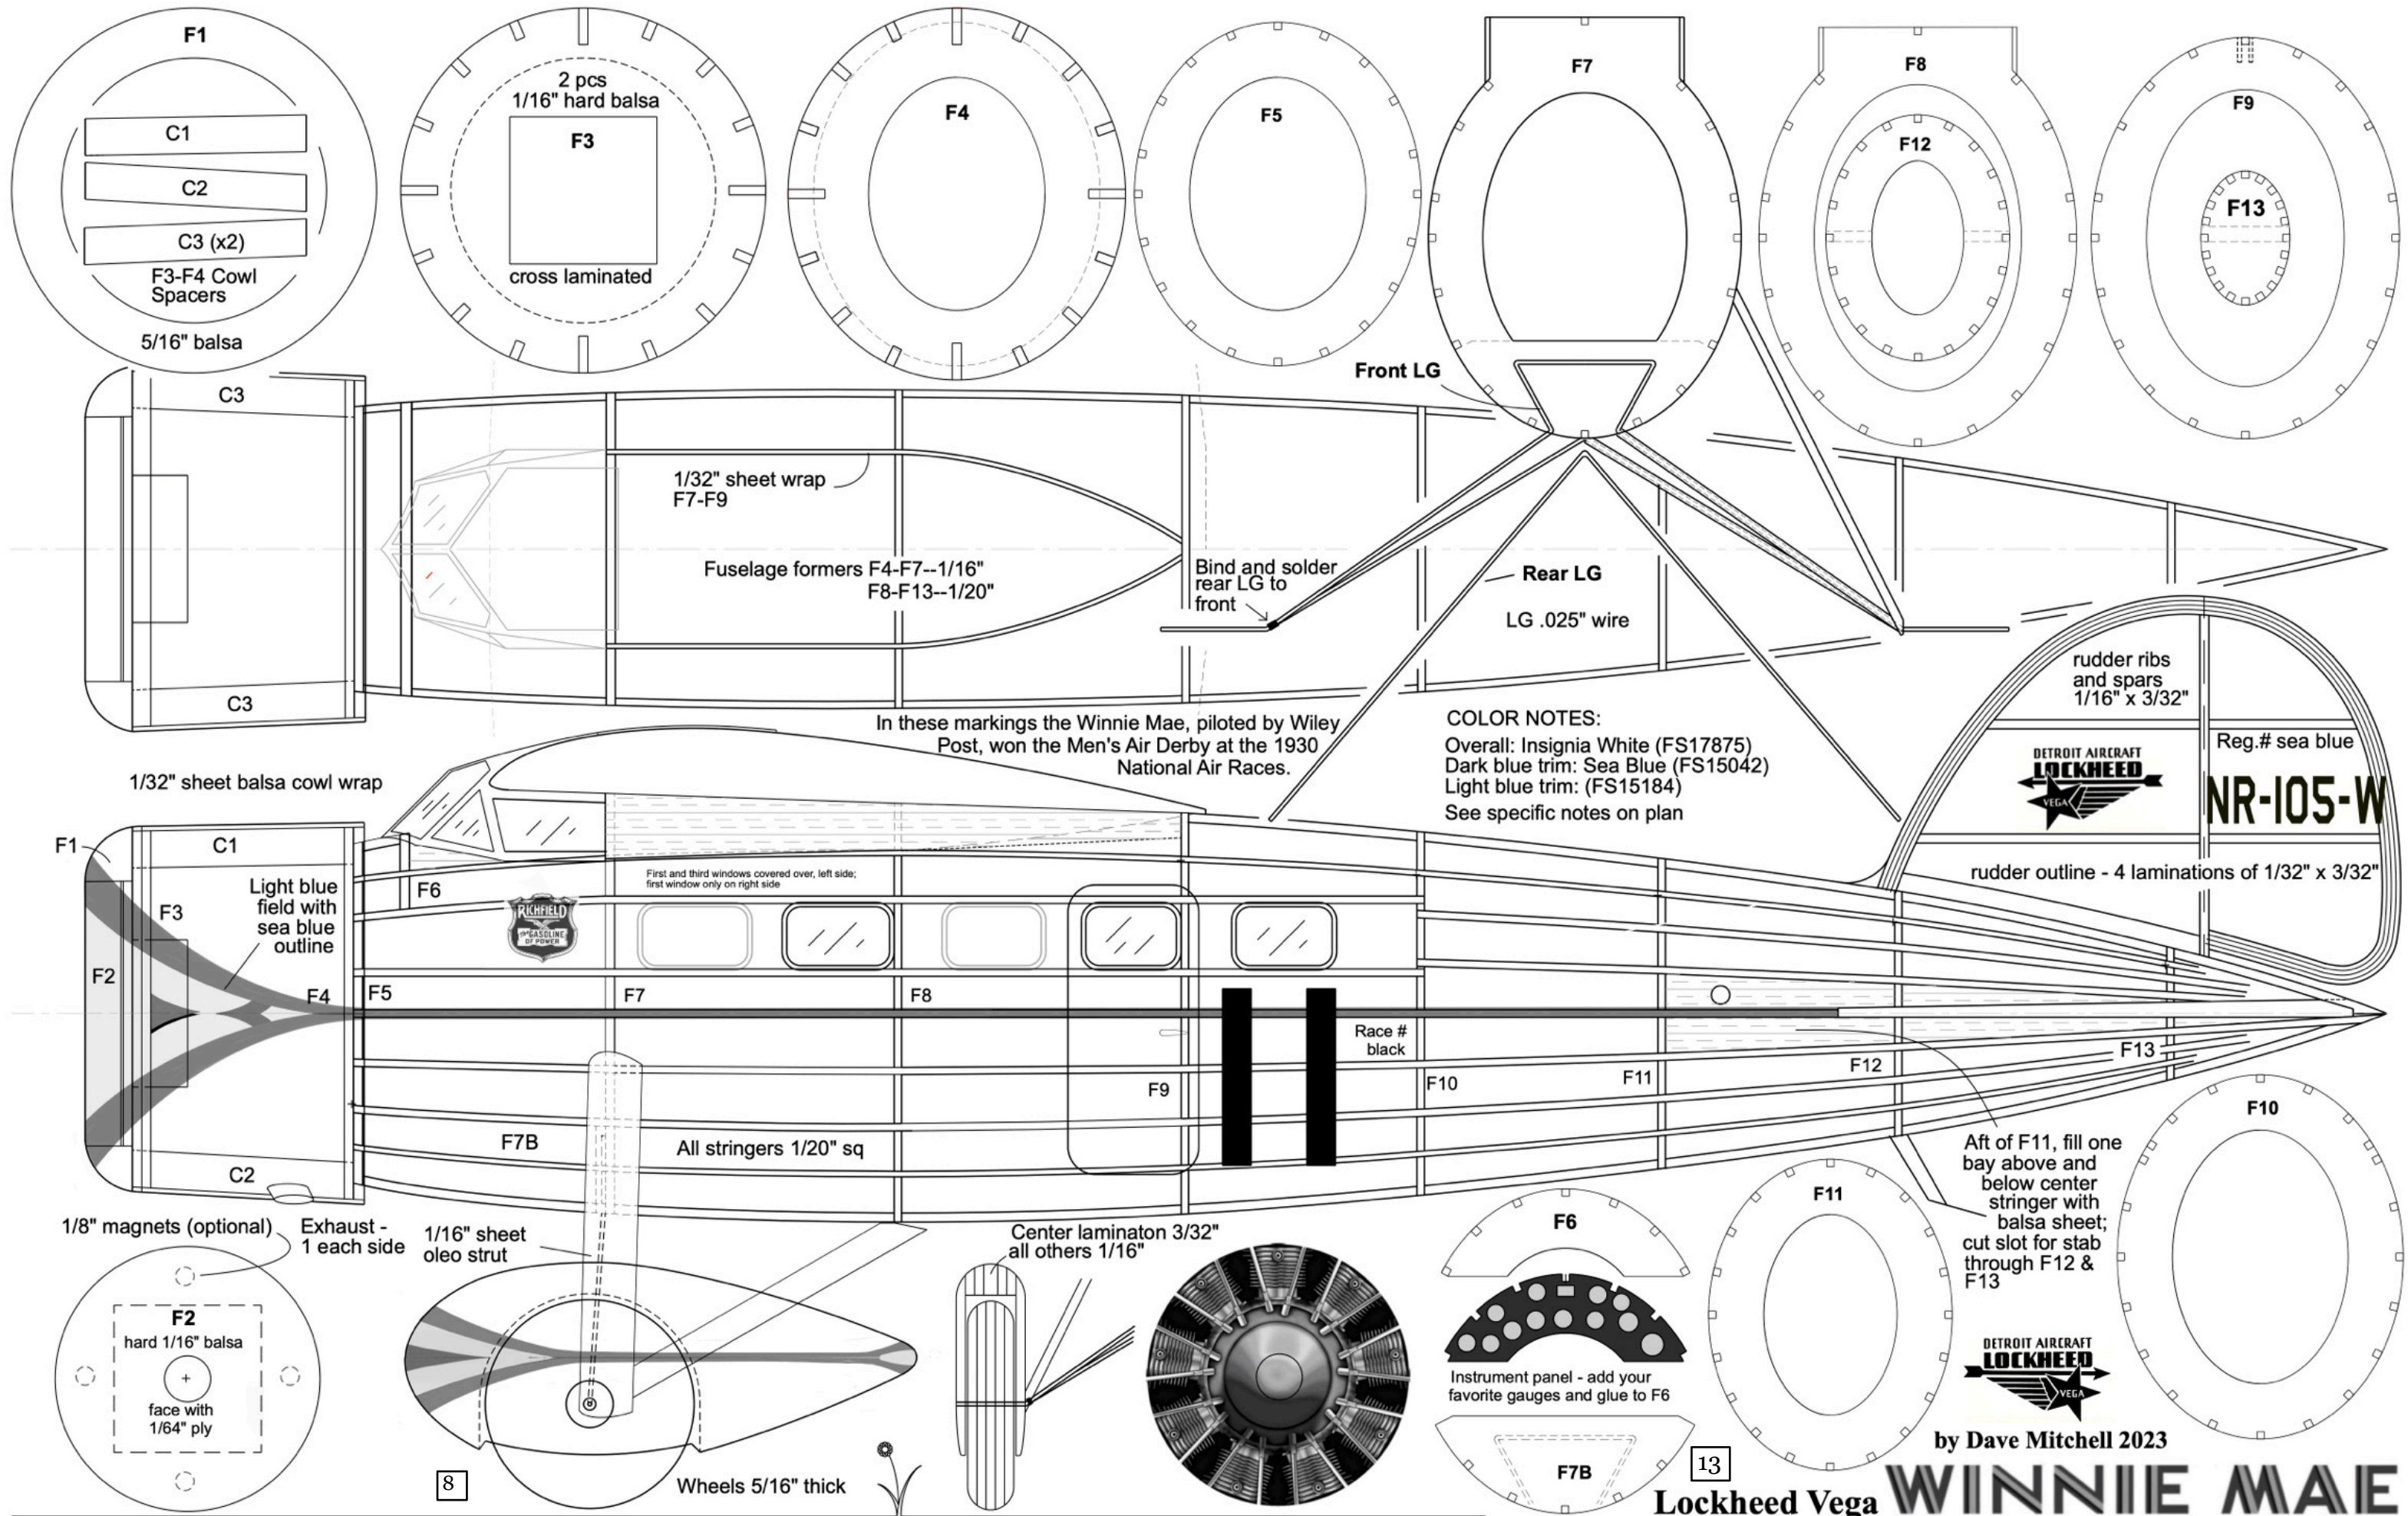 F1
C1
C2
C3 (x2)
F3-F4 Cowl
Spacers
5/16" balsa
2 pcs
1/16" hard balsa
F3
cross laminated
F4
F5
F7
F8
F12
F9
F13
Front LG
C3
1/32" sheet wrap
F7-F9
Fuselage formers F4-F7--1/16"
F8-F13--1/20"
Bind and solder
rear LG to
front
Rear LG
LG .025" wire
C3
In these markings the Winnie Mae, piloted by Wiley
Post, won the Men's Air Derby at the 1930
National Air Races.
COLOR NOTES:
Overall: Insignia White (FS17875)
Dark blue trim: Sea Blue (FS15042)
Light blue trim: (FS15184)
See specific notes on plan
rudder ribs
and spars
1/16" x 3/32"
Reg.# sea blue
DETROIT AIRCRAFT
LOCKHEED
VEGA
NR-105-W
rudder outline - 4 laminations of 1/32" x 3/32"
1/32" sheet balsa cowl wrap
F1
C1
F6
Light blue
field with
sea blue
outline
F3
F2
F4
F5
First and third windows covered over, left side;
first window only on right side
RICHFIELD
THE GASOLINE
OF POWER
F7
F8
Race #
black
F9
F10
F11
F12
F13
F7B
All stringers 1/20" sq
C2
1/8" magnets (optional)
Exhaust -
1 each side
1/16" sheet
oleo strut
Center laminaton 3/32"
all others 1/16"
F6
F11
Aft of F11, fill one
bay above and
below center
stringer with
balsa sheet;
cut slot for stab
through F12 &
F13
F10
F2
hard 1/16" balsa
face with
1/64" ply
8
Wheels 5/16" thick
Instrument panel - add your
favorite gauges and glue to F6
F7B
13
DETROIT AIRCRAFT
LOCKHEED
VEGA
by Dave Mitchell 2023
Lockheed Vega WINNIE MAE